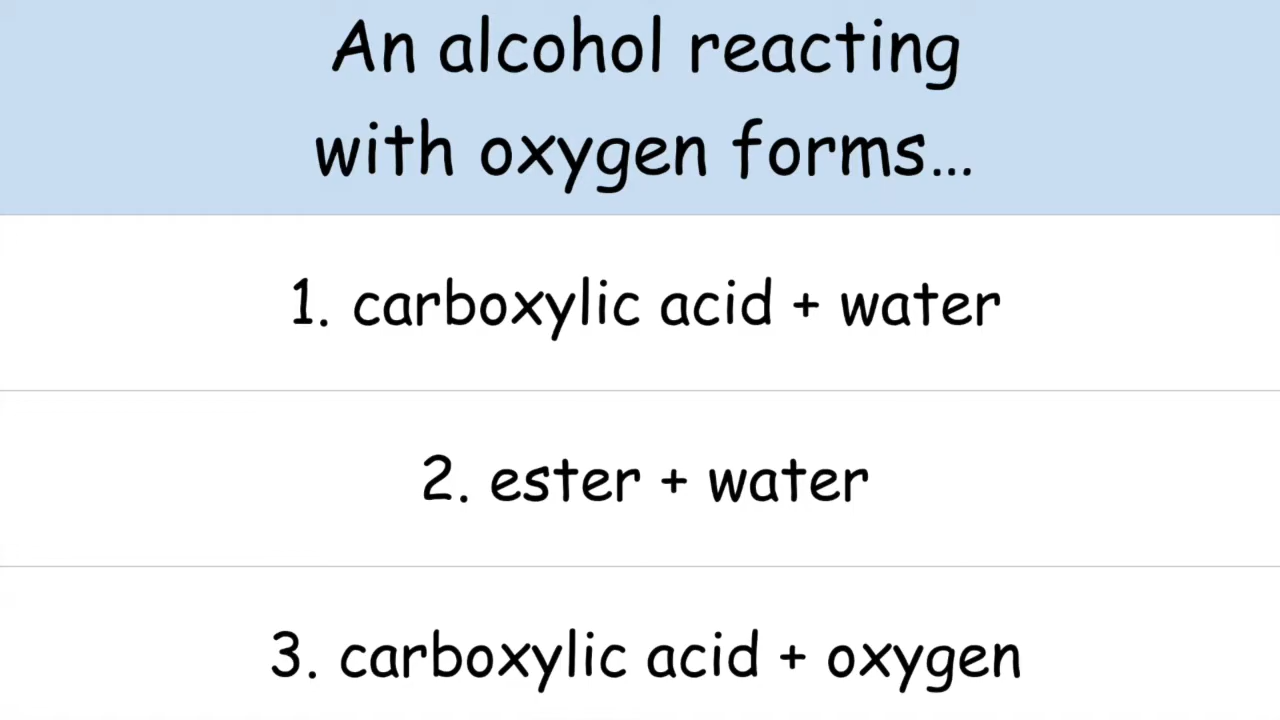 An alcohol reacting
with oxygen forms...
1. carboxylic acid + water
2. ester + water
3. carboxylic acid + oxygen